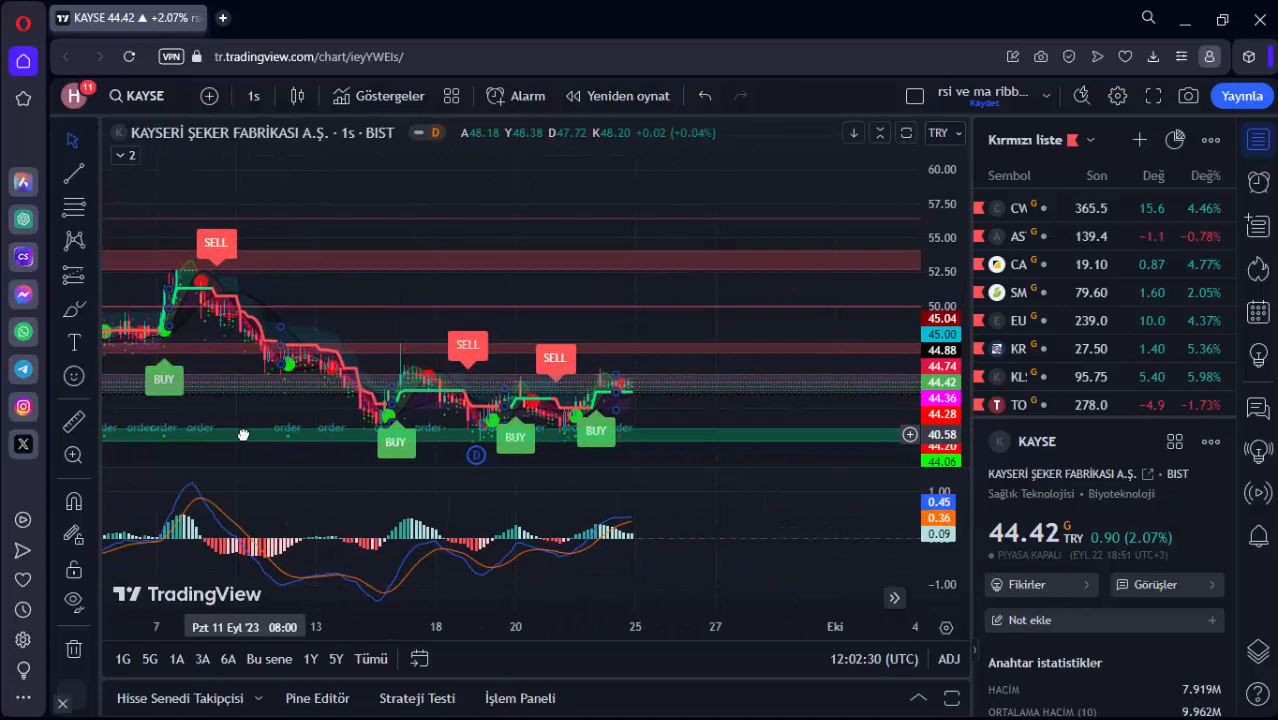 KAYSE 44.42 ▲ +2.07% rs
VPN
tr.tradingview.com/chart/ieyYWEIs/
H
11
KAYSE
1s
Göstergeler
Alarm
Yeniden oynat
rsi ve ma ribb...
Kaydet
Yayınla
K
KAYSERİ ŞEKER FABRİKASI A.Ş. · 1s · BIST
D
A48.18 Y48.38 D47.72 K48.20 +0.02 (+0.04%)
TRY
2
60.00
57.50
55.00
52.50
50.00
45.04
45.00
44.88
44.74
44.42
44.36
44.28
40.58
44.20
44.06
SELL
SELL
SELL
BUY
BUY
BUY
BUY
order
order
order
order
order
D
1.00
0.45
0.36
0.09
−1.00
TradingView
7
Pzt 11 Eyl '23 08:00
13
18
20
25
27
Eki
4
1G
5G
1A
3A
6A
Bu sene
1Y
5Y
Tümü
12:02:30 (UTC)
ADJ
Hisse Senedi Takipçisi
Pine Editör
Strateji Testi
İşlem Paneli
Kırmızı liste
Sembol Son Değ Değ%
CW G 365.5 15.6 4.46%
AS G 139.4 −1.1 −0.78%
CA G 19.10 0.87 4.77%
SM G 79.60 1.60 2.05%
EU G 239.0 10.0 4.37%
KR G 27.50 1.40 5.36%
KL G 95.75 5.40 5.98%
TO G 278.0 −4.9 −1.73%
K
KAYSE
KAYSERİ ŞEKER FABRİKASI A.Ş. · BIST
Sağlık Teknolojisi · Biyoteknoloji
44.42 G TRY 0.90 (2.07%)
PİYASA KAPALI (EYL 22 18:51 UTC+3)
Fikirler
Görüşler
Not ekle
Anahtar istatistikler
HACİM 7.919M
ORTALAMA HACİM (10) 9.962M